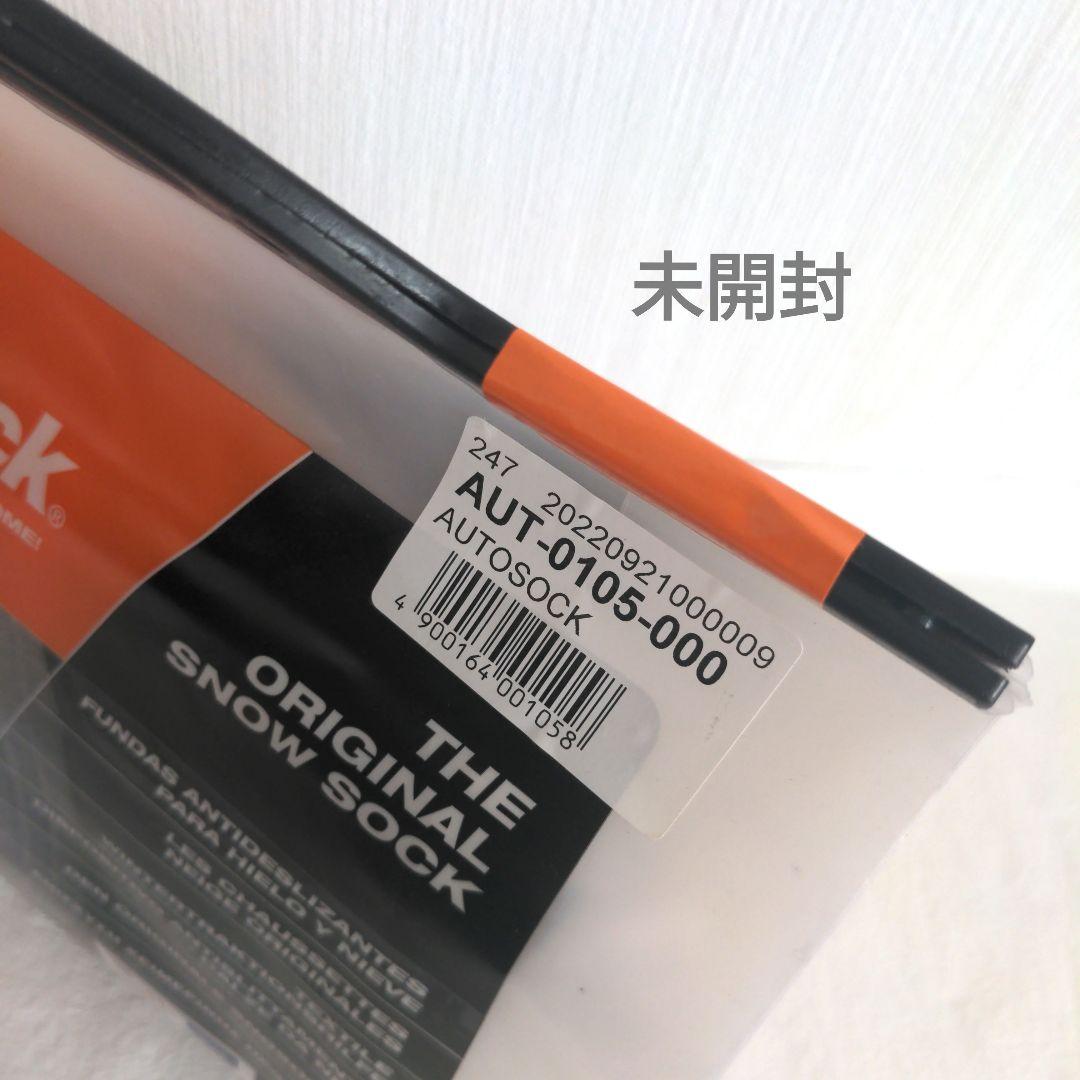 未開封
ck®
OME!
247 20220921000009
AUT-0105-000
AUTOSOCK
4 900164 001058
THE
ORIGINAL
SNOW SOCK
FUNDAS ANTIDESLIZANTES
PARA HIELO Y NIEVE
LES CHAUSSETTES
NEIGE ORIGINALES